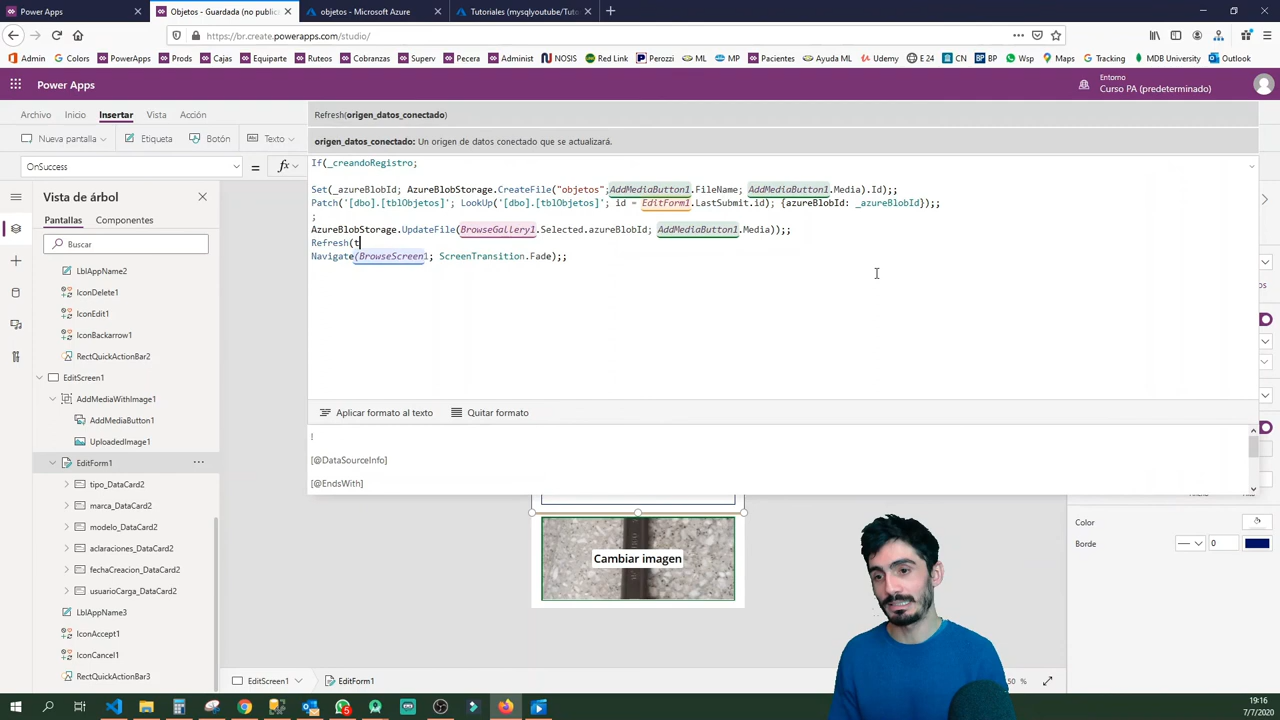 Power Apps
Objetos - Guardada (no public
objetos - Microsoft Azure
Tutoriales (mysqlyoutube/Tuto
https://br.create.powerapps.com/studio/
Admin Colors PowerApps Prods Cajas Equiparte Ruteos Cobranzas Superv Pecera Administ NOSIS Red Link Perozzi ML MP Pacientes Ayuda ML Udemy E 24 CN BP Wsp Maps Tracking MDB University Outlook
Power Apps
Entorno
Curso PA (predeterminado)
Archivo Inicio Insertar Vista Acción
Refresh(origen_datos_conectado)
Nueva pantalla Etiqueta Botón Texto
origen_datos_conectado: Un origen de datos conectado que se actualizará.
OnSuccess = fx
If(_creandoRegistro;
Set(_azureBlobId; AzureBlobStorage.CreateFile("objetos";AddMediaButton1.FileName; AddMediaButton1.Media).Id);;
Patch('[dbo].[tblObjetos]'; LookUp('[dbo].[tblObjetos]'; id = EditForm1.LastSubmit.id); {azureBlobId: _azureBlobId});;
;
AzureBlobStorage.UpdateFile(BrowseGallery1.Selected.azureBlobId; AddMediaButton1.Media));;
Refresh(t
Navigate(BrowseScreen1; ScreenTransition.Fade);;
Aplicar formato al texto Quitar formato
!
[@DataSourceInfo]
[@EndsWith]
Vista de árbol
Pantallas Componentes
Buscar
LblAppName2
IconDelete1
IconEdit1
IconBackarrow1
RectQuickActionBar2
EditScreen1
AddMediaWithImage1
AddMediaButton1
UploadedImage1
EditForm1
tipo_DataCard2
marca_DataCard2
modelo_DataCard2
aclaraciones_DataCard2
fechaCreacion_DataCard2
usuarioCarga_DataCard2
LblAppName3
IconAccept1
IconCancel1
RectQuickActionBar3
Cambiar imagen
Color
Borde 0
EditScreen1 EditForm1
50 %
19:16
7/7/2020